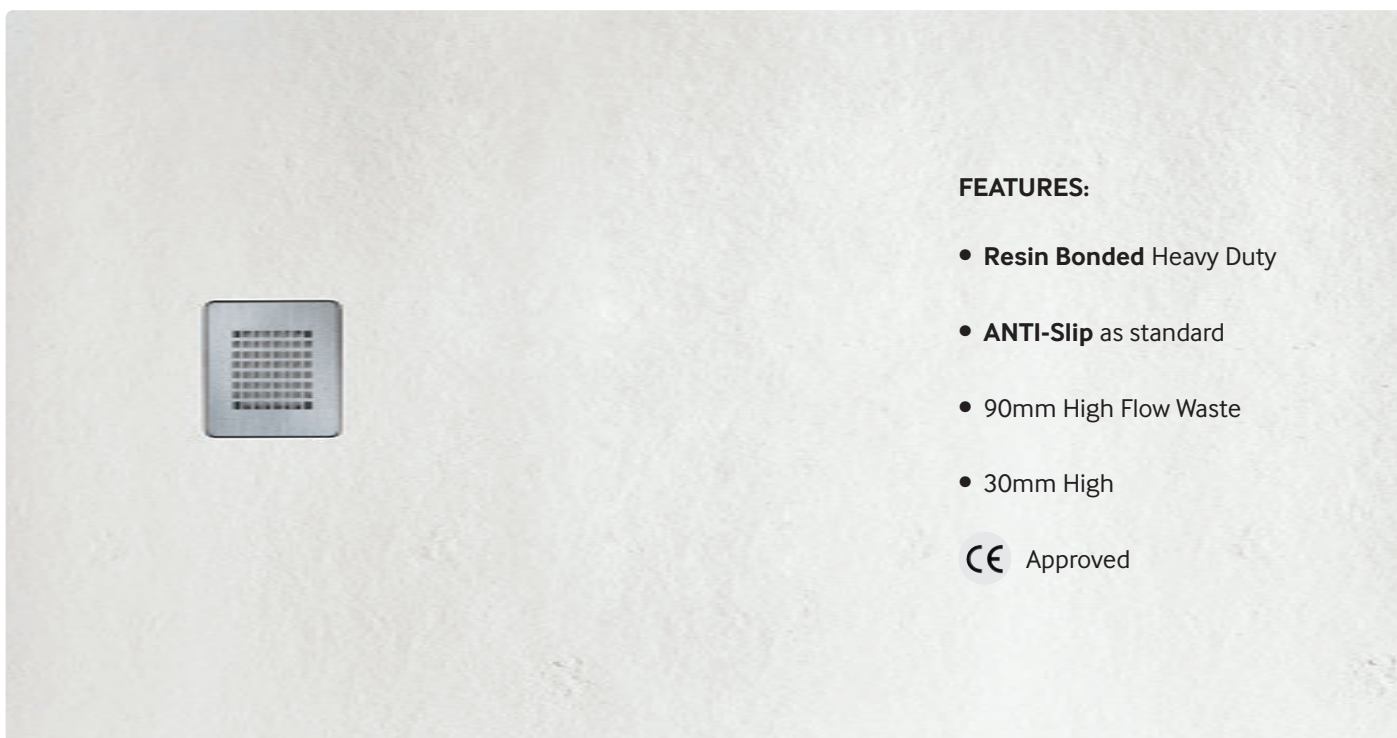 FEATURES:
• Resin Bonded Heavy Duty
• ANTI-Slip as standard
• 90mm High Flow Waste
• 30mm High
CE Approved